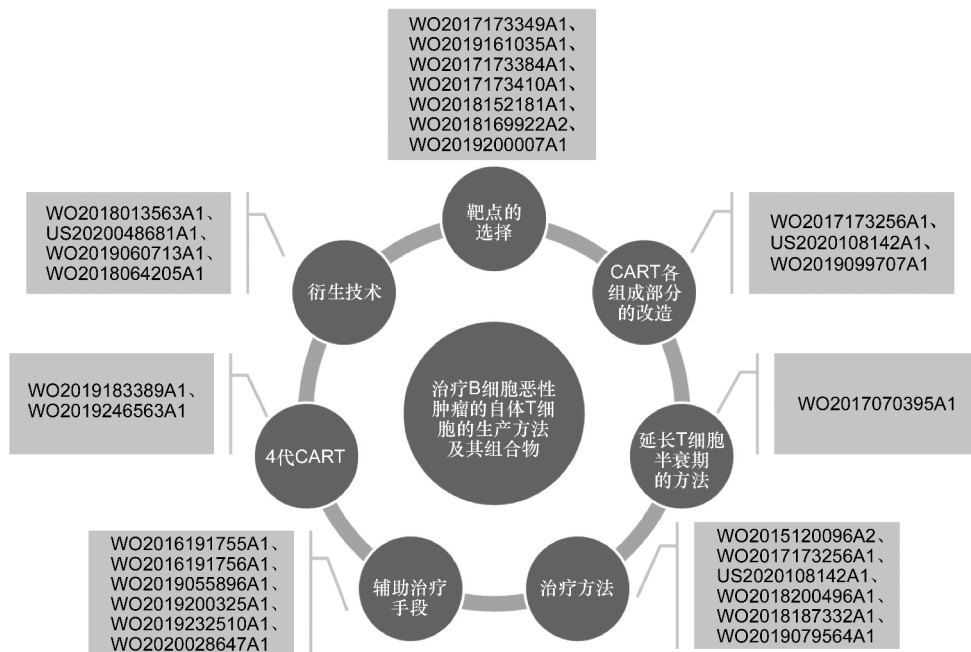 WO2017173349A1、
WO2019161035A1、
WO2017173384A1、
WO2017173410A1、
WO2018152181A1、
WO2018169922A2、
WO2019200007A1
靶点的
选择
WO2018013563A1、
US2020048681A1、
WO2019060713A1、
WO2018064205A1
衍生技术
CART各
组成部分
的改造
WO2017173256A1、
US2020108142A1、
WO2019099707A1
WO2019183389A1、
WO2019246563A1
4代CART
治疗B细胞恶性
肿瘤的自体T细
胞的生产方法
及其组合物
延长T细胞
半衰期
的方法
WO2017070395A1
WO2016191755A1、
WO2016191756A1、
WO2019055896A1、
WO2019200325A1、
WO2019232510A1、
WO2020028647A1
辅助治疗
手段
治疗方法
WO2015120096A2、
WO2017173256A1、
US2020108142A1、
WO2018200496A1、
WO2018187332A1、
WO2019079564A1